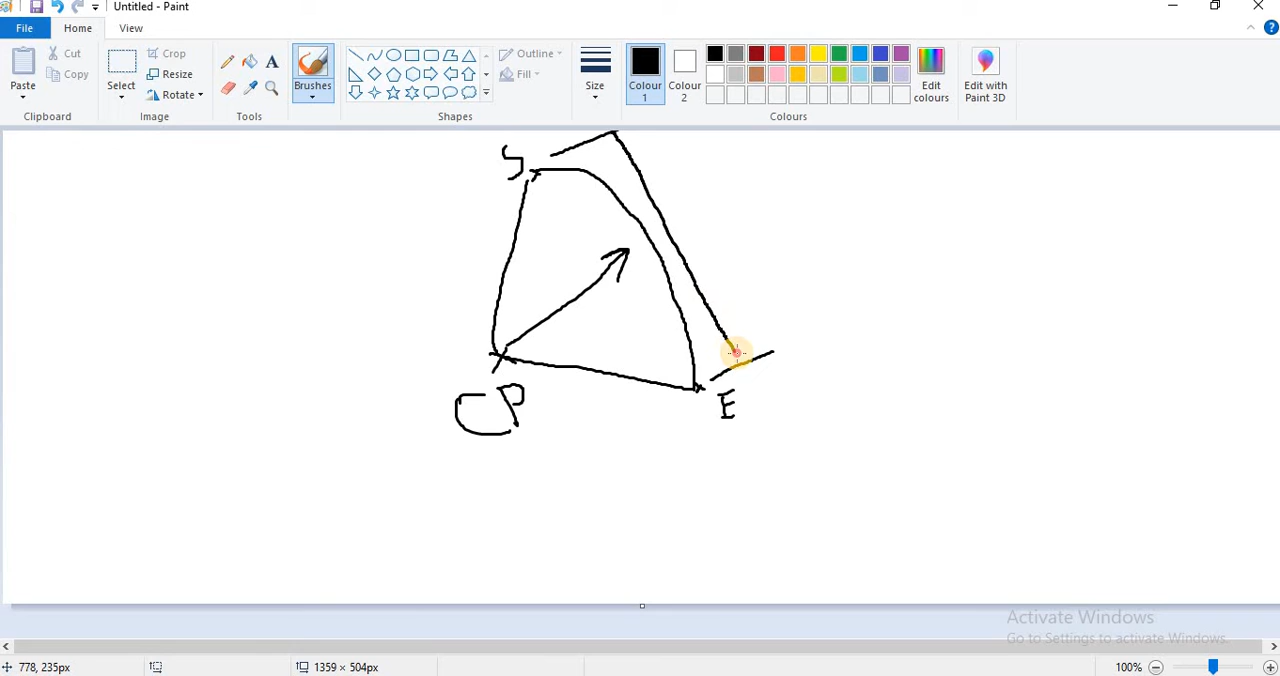 Untitled - Paint
File
Home
View
Paste
Cut
Copy
Clipboard
Select
Crop
Resize
Rotate
Image
A
Tools
Brushes
Outline
Fill
Shapes
Size
Colour 1
Colour 2
Edit colours
Edit with Paint 3D
Colours
S
CP
E
Activate Windows
Go to Settings to activate Windows.
778, 235px
1359 × 504px
100%